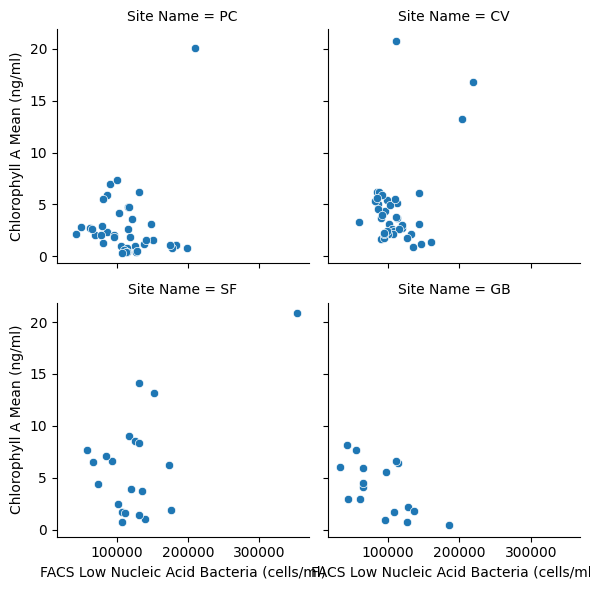 Site Name = PC
Site Name = CV
Chlorophyll A Mean (ng/ml)
20
15
10
5
0
Site Name = SF
Site Name = GB
Chlorophyll A Mean (ng/ml)
20
15
10
5
0
100000 200000 300000
100000 200000 300000
FACS Low Nucleic Acid Bacteria (cells/ml)
FACS Low Nucleic Acid Bacteria (cells/ml